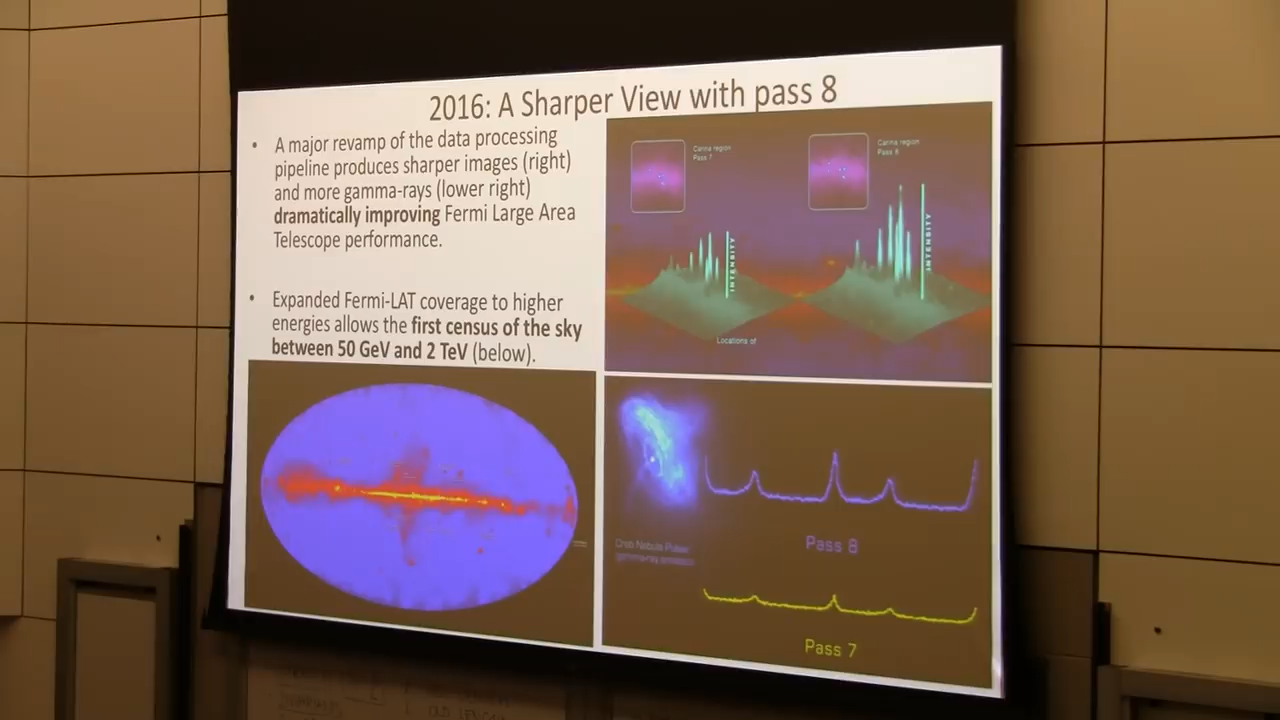 2016: A Sharper View with pass 8
• A major revamp of the data processing
pipeline produces sharper images (right)
and more gamma-rays (lower right)
dramatically improving Fermi Large Area
Telescope performance.
• Expanded Fermi-LAT coverage to higher
energies allows the first census of the sky
between 50 GeV and 2 TeV (below).
Carina region
Pass 7
Carina region
Pass 8
INTENSITY
INTENSITY
Locations of
Crab Nebula Pulsar
gamma-ray
Pass 8
Pass 7